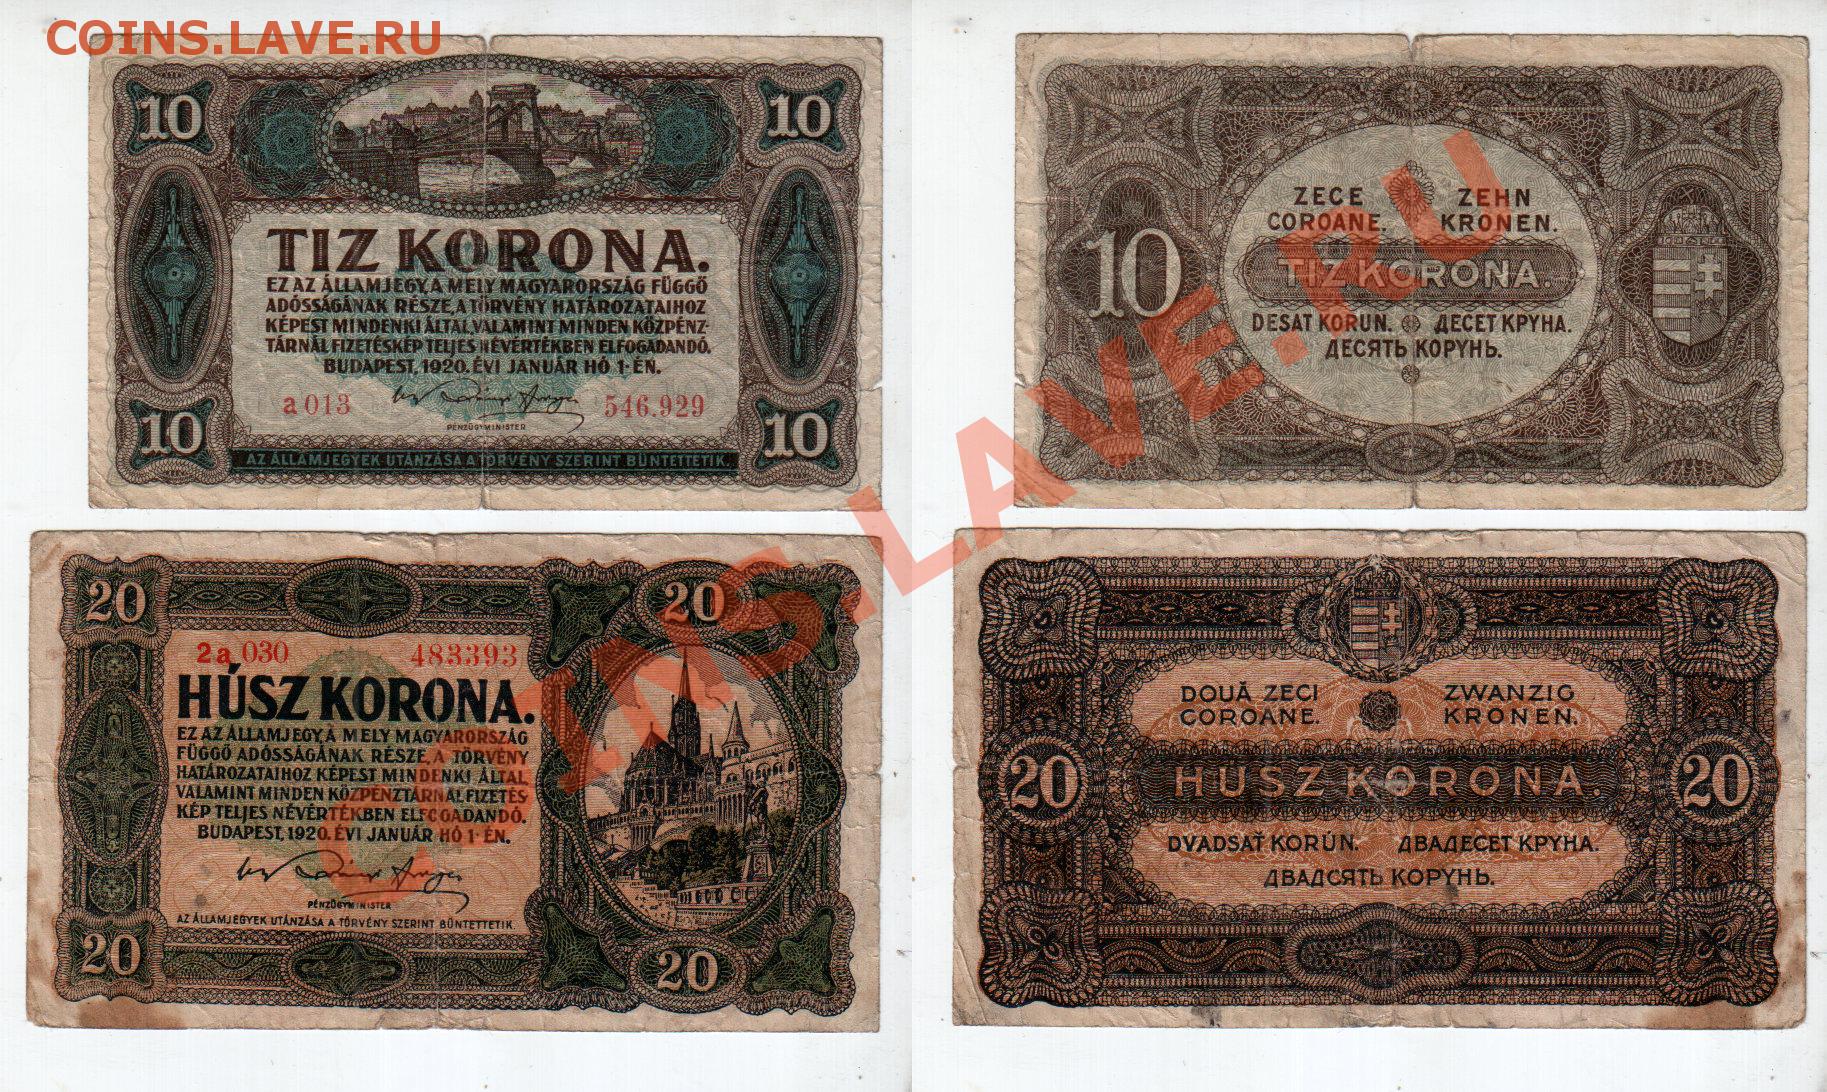 COINS.LAVE.RU
10
10
TIZ KORONA.
EZ AZ ÁLLAMJEGY, A MELY MAGYARORSZÁG FÜGGŐ
ADÓSSÁGÁNAK RÉSZE, A TÖRVÉNY HATÁROZATAIHOZ
KÉPEST MINDENKI ÁLTAL, VALAMINT MINDEN KÖZPÉNZ-
TÁRNÁL FIZETÉSKÉP TELJES NÉVÉRTÉKBEN ELFOGADANDÓ.
BUDAPEST, 1920. ÉVI JANUÁR HÓ 1-ÉN.
a 013
546.929
PÉNZÜGYMINISTER
10
10
AZ ÁLLAMJEGYEK UTÁNZÁSA A TÖRVÉNY SZERINT BÜNTETTETIK.
ZECE COROANE.
ZEHN KRONEN.
10
TIZ KORONA.
DESAT KORUN.
ДЕСЕТ КРУНА.
ДЕСЯТЬ КОРУНЬ.
20
20
2a 030
483393
HÚSZ KORONA.
EZ AZ ÁLLAMJEGY, A MELY MAGYARORSZÁG
FÜGGŐ ADÓSSÁGÁNAK RÉSZE, A TÖRVÉNY
HATÁROZATAIHOZ KÉPEST MINDENKI ÁLTAL,
VALAMINT MINDEN KÖZPÉNZTÁRNÁL FIZETÉS
KÉP TELJES NÉVÉRTÉKBEN ELFOGADANDÓ.
BUDAPEST, 1920. ÉVI JANUÁR HÓ 1-ÉN.
PÉNZÜGYMINISTER
AZ ÁLLAMJEGYEK UTÁNZÁSA A TÖRVÉNY SZERINT BÜNTETTETIK.
20
20
DOUĂ ZECI
COROANE.
ZWANZIG
KRONEN.
20
HÚSZ KORONA.
20
DVADSAŤ KORÚN.
ДВАДЕСЕТ КРУНА.
ДВАДСЯТЬ КОРУНЬ.
COINS.LAVE.RU